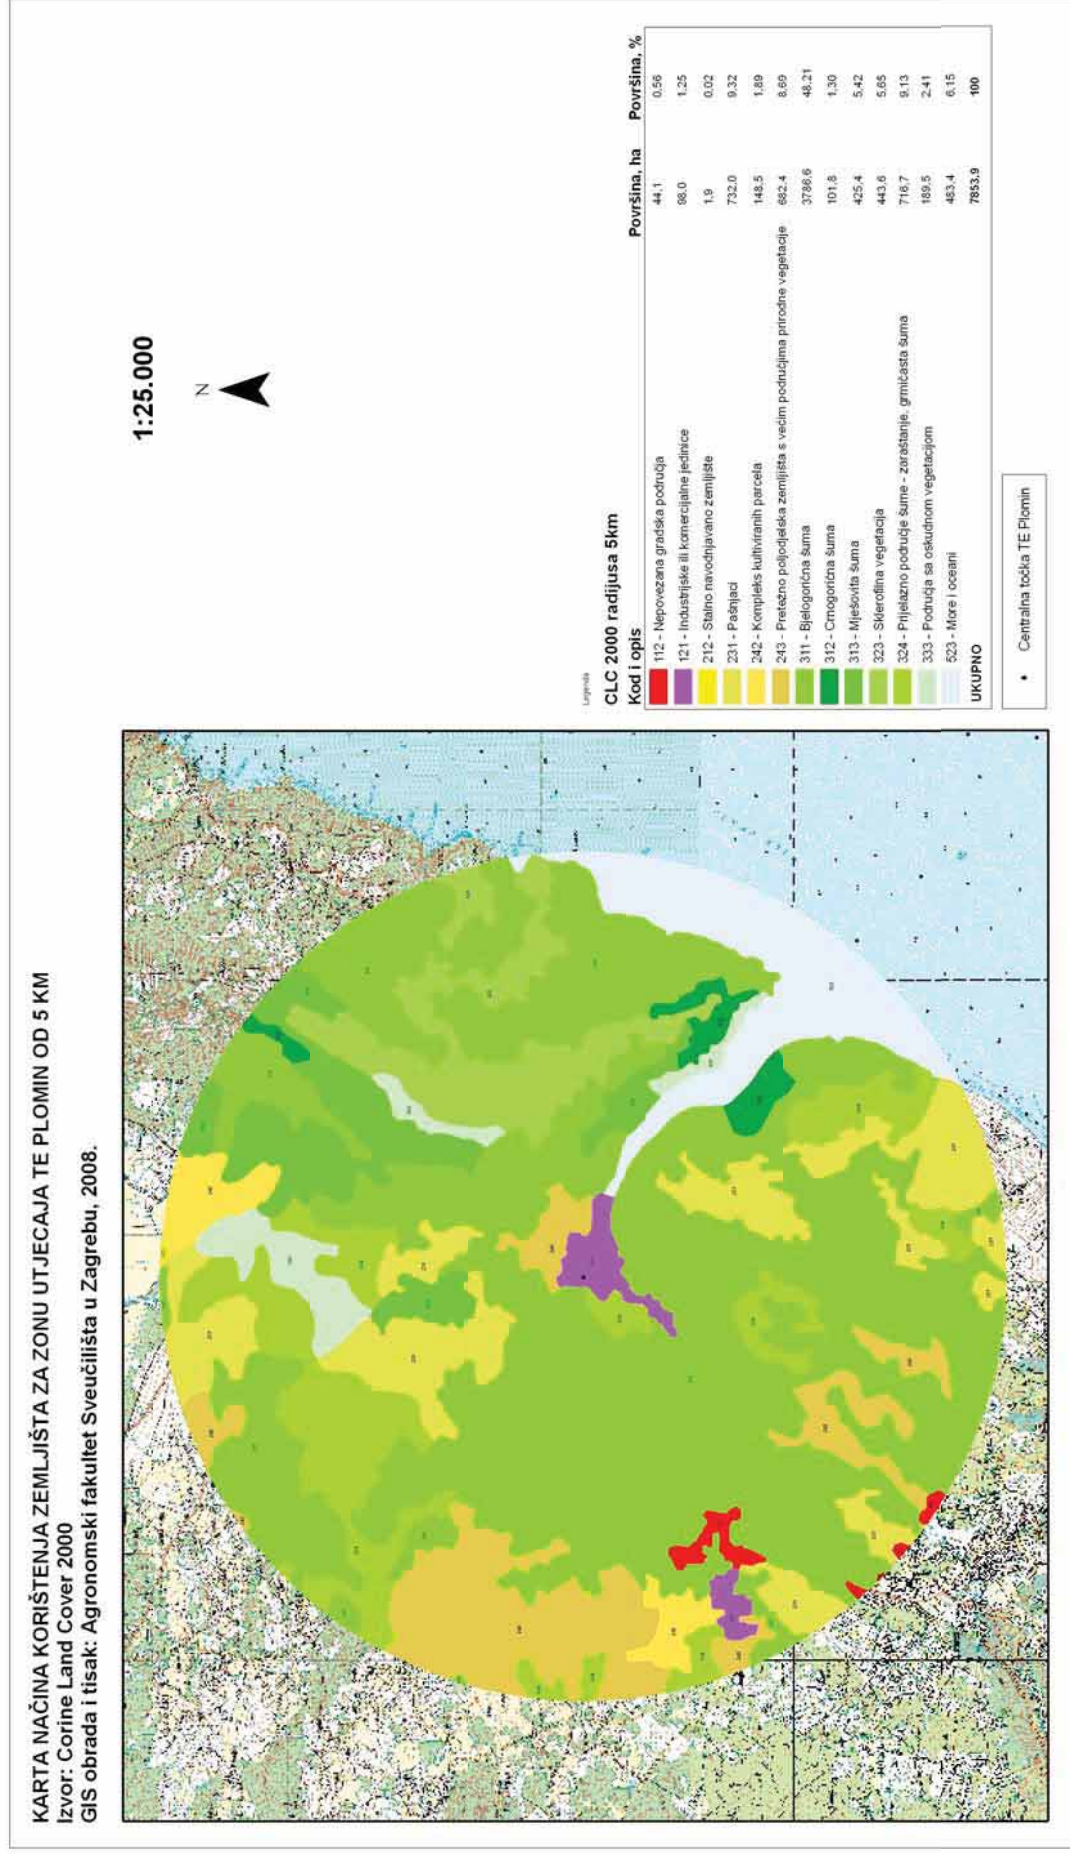 KARTA NAČINA KORIŠTENJA ZEMLJIŠTA ZA ZONU UTJECAJA TE PLOMIN OD 5 KM
Izvor: Corine Land Cover 2000
GIS obrada i tisak: Agronomski fakultet Sveučilišta u Zagrebu, 2008.
1:25.000
N
Legenda
CLC 2000 radijusa 5km
Kod i opis Površina, ha Površina, %
112 - Nepovezana gradska područja 44,1 0,56
121 - Industrijske ili komercijalne jedinice 98.0 1,25
212 - Stalno navodnjavano zemljište 1,9 0,02
231 - Pašnjaci 732.0 9,32
242 - Kompleks kultiviranih parcela 148.5 1,89
243 - Pretežno poljodjelska zemljišta s većim područjima prirodne vegetacije 682.4 8,69
311 - Bjelogorična šuma 3786.6 48.21
312 - Crnogorična šuma 101.8 1,30
313 - Mješovita šuma 425.4 5,42
323 - Sklerofilna vegetacija 443.6 5,65
324 - Prijelazno područje šume - zaraštanje, grmičasta šuma 716.7 9,13
333 - Područja sa oskudnom vegetacijom 189.5 2,41
523 - More i oceani 483.4 6,15
UKUPNO 7853.9 100
Centralna točka TE Plomin